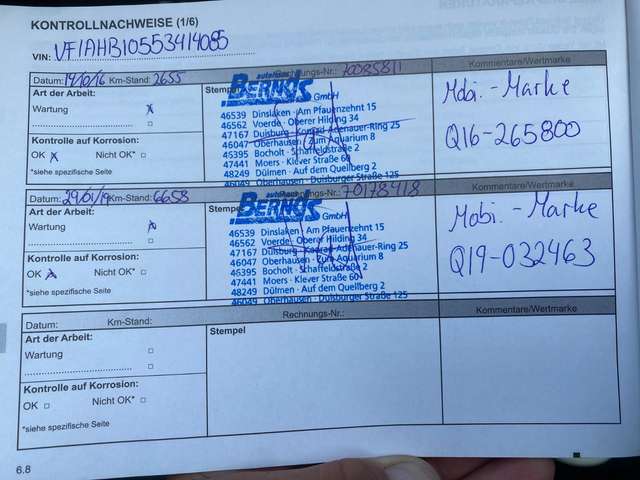 KONTROLLNACHWEISE (1/6)
VIN: VF1AHB10553414085
Datum: 14/10/16 Km-Stand: 2655 Rechnungs-Nr.: Kommentare/Wertmarke
Art der Arbeit: Stempel
Wartung x
Kontrolle auf Korrosion:
OK x Nicht OK*
*siehe spezifische Seite
autohaus
BERNDS GmbH
46539 Dinslaken · Am Pfauenzehnt 15
46562 Voerde · Oberer Hilding 34
47167 Duisburg · Konrad-Adenauer-Ring 25
46047 Oberhausen · Zum Aquarium 8
46395 Bocholt · Schaffeldstraße 2
47441 Moers · Klever Straße 60
48249 Dülmen · Auf dem Quellberg 2
46049 Oberhausen · Duisburger Straße 125
Mobi. - Marke
Q16-265800
Datum: 29/01/19 Km-Stand: 6658 Rechnungs-Nr.: 70178418 Kommentare/Wertmarke
Art der Arbeit:
Wartung x
Kontrolle auf Korrosion:
OK x Nicht OK*
*siehe spezifische Seite
BERNDS GmbH
46539 Dinslaken · Am Pfauenzehnt 15
46562 Voerde · Oberer Hilding 34
47167 Duisburg · Konrad-Adenauer-Ring 25
46047 Oberhausen · Zum Aquarium 8
46395 Bocholt · Schaffeldstraße 2
47441 Moers · Klever Straße 60
48249 Dülmen · Auf dem Quellberg 2
46049 Oberhausen · Duisburger Straße 125
Mobi. - Marke
Q19-032463
Datum: Km-Stand: Rechnungs-Nr.: Kommentare/Wertmarke
Art der Arbeit: Stempel
Wartung
Kontrolle auf Korrosion:
OK Nicht OK*
*siehe spezifische Seite
6.8